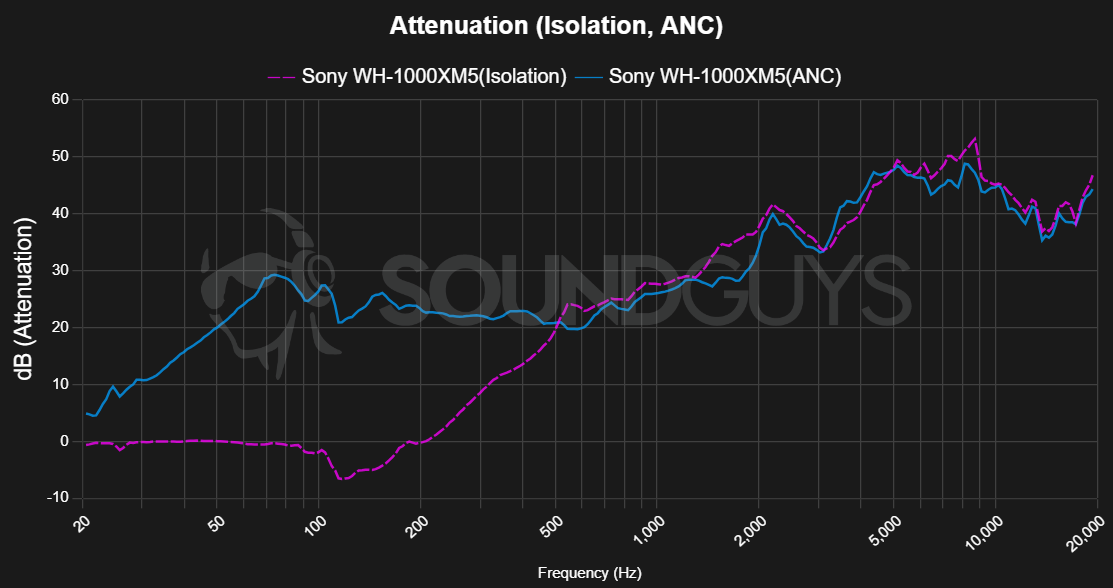 Attenuation (Isolation, ANC)
Sony WH-1000XM5(Isolation) Sony WH-1000XM5(ANC)
dB (Attenuation)
60
50
40
30
20
10
0
-10
SOUNDGUYS
20 50 100 200 500 1,000 2,000 5,000 10,000 20,000
Frequency (Hz)